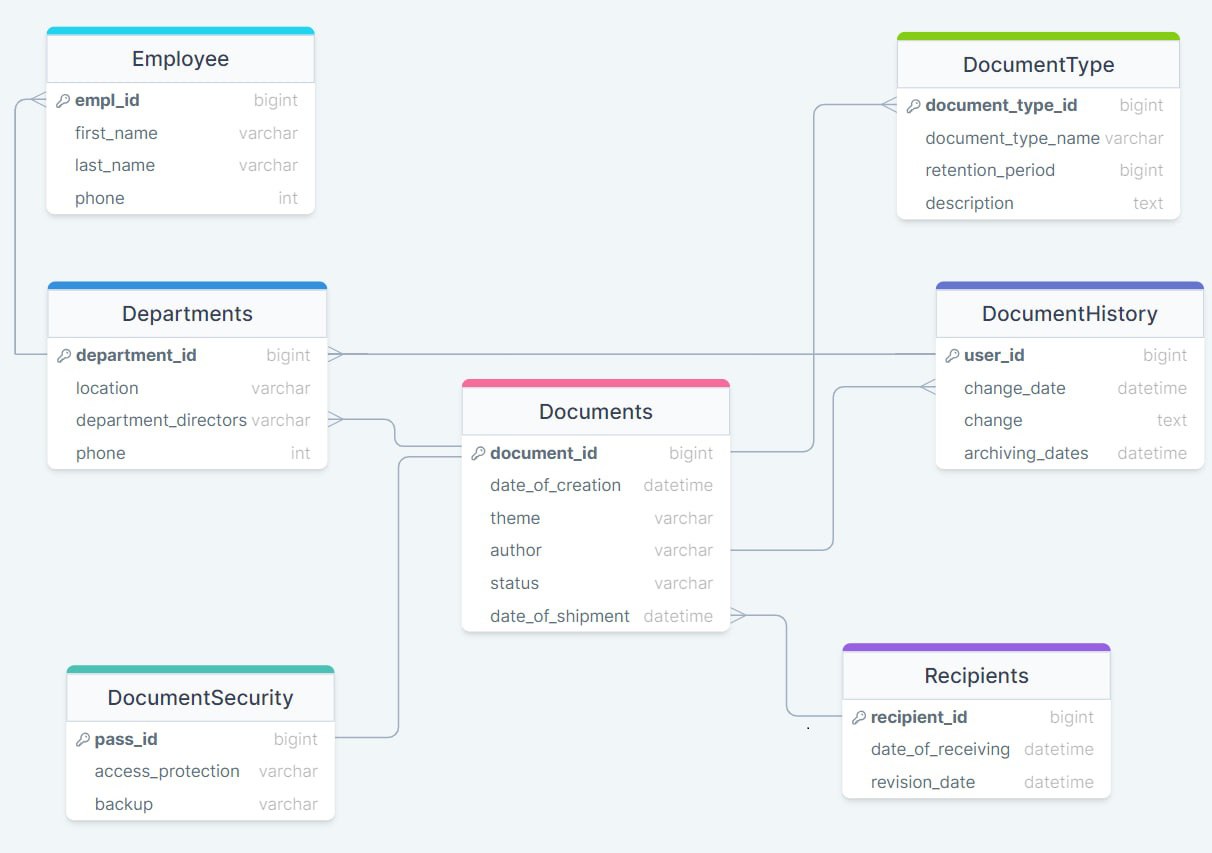 Employee
empl_id bigint
first_name varchar
last_name varchar
phone int
DocumentType
document_type_id bigint
document_type_name varchar
retention_period bigint
description text
Departments
department_id bigint
location varchar
department_directors varchar
phone int
DocumentHistory
user_id bigint
change_date datetime
change text
archiving_dates datetime
Documents
document_id bigint
date_of_creation datetime
theme varchar
author varchar
status varchar
date_of_shipment datetime
DocumentSecurity
pass_id bigint
access_protection varchar
backup varchar
Recipients
recipient_id bigint
date_of_receiving datetime
revision_date datetime